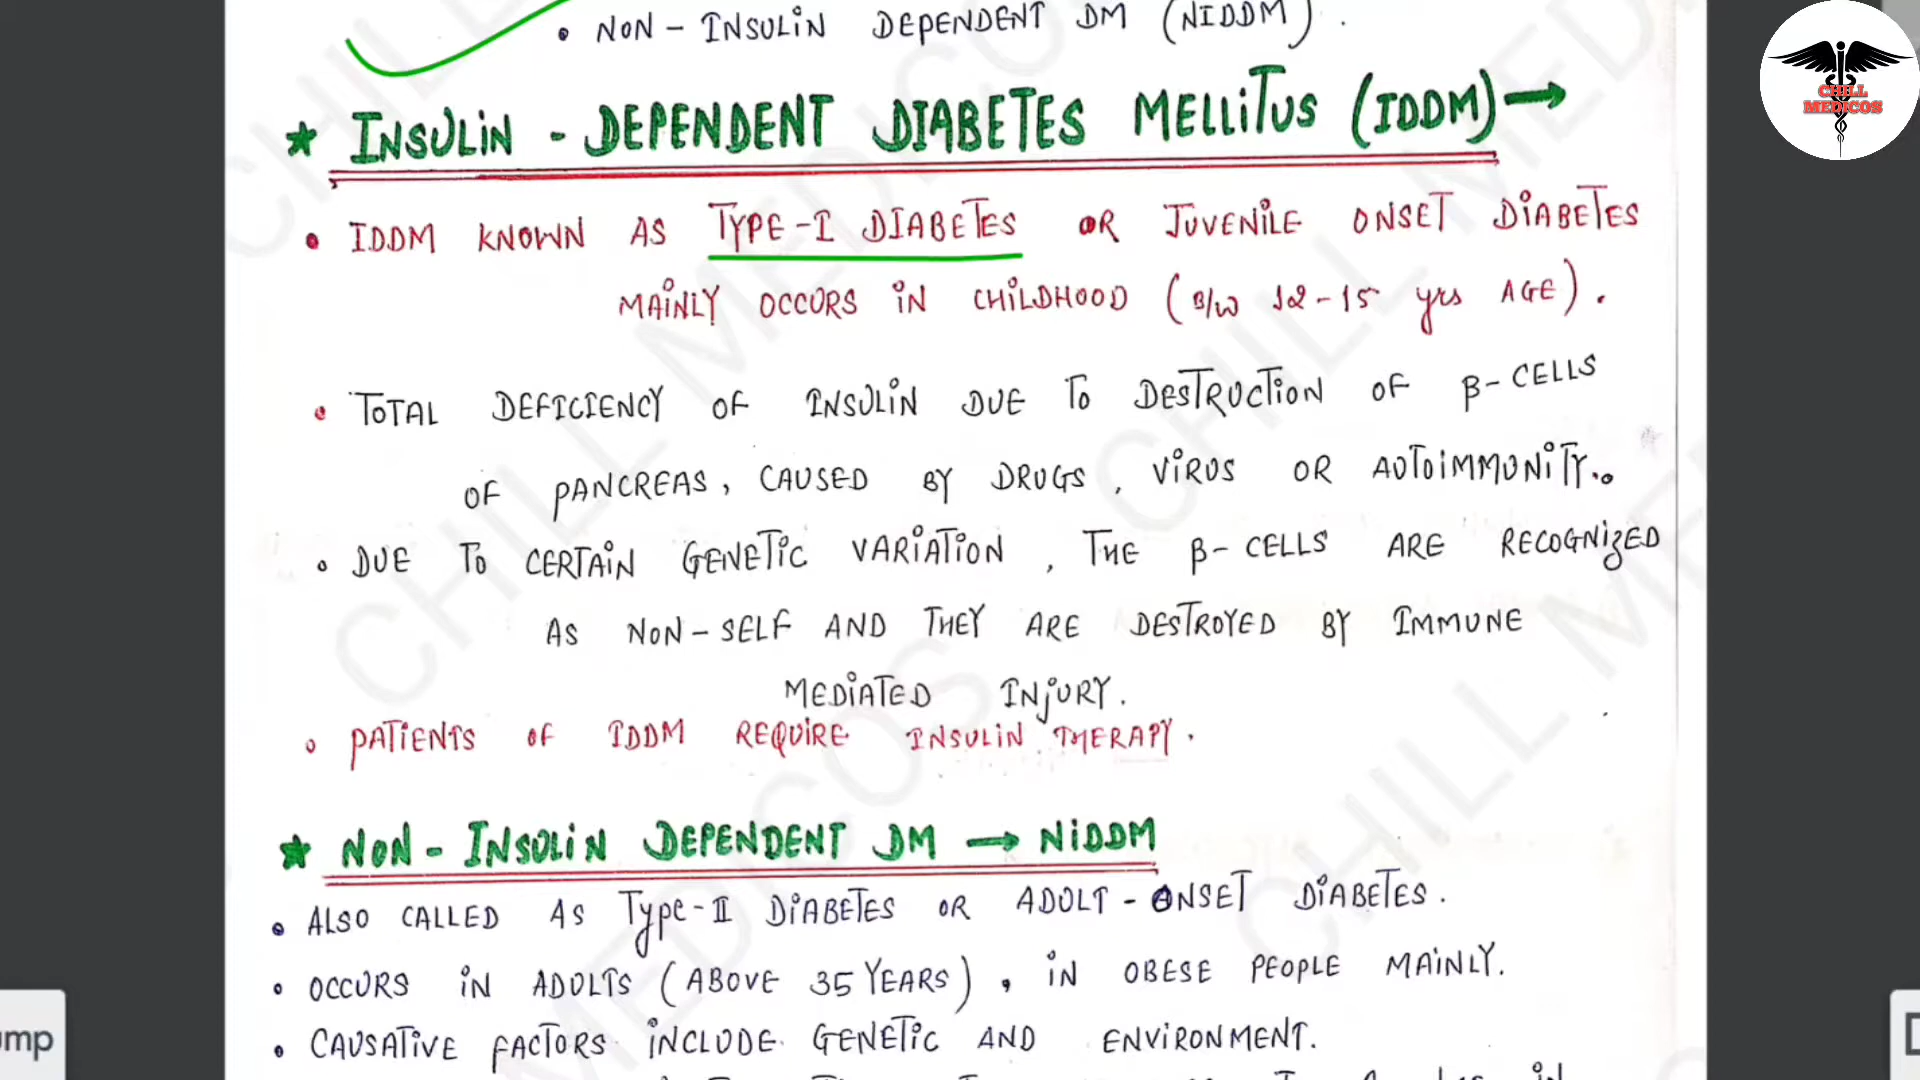 • NON - INSULIN DEPENDENT DM (NIDDM) .
★ INSULIN - DEPENDENT DIABETES MELLITUS (IDDM) →
• IDDM KNOWN AS TYPE-I DIABETES OR JUVENILE ONSET DIABETES
MAINLY OCCURS IN CHILDHOOD (B/W 12-15 yrs AGE) .
• TOTAL DEFICIENCY OF INSULIN DUE TO DESTRUCTION OF β-CELLS
OF PANCREAS, CAUSED BY DRUGS, VIRUS OR AUTOIMMUNITY.
• DUE TO CERTAIN GENETIC VARIATION, THE β-CELLS ARE RECOGNIZED
AS NON-SELF AND THEY ARE DESTROYED BY IMMUNE
MEDIATED INJURY.
• PATIENTS OF IDDM REQUIRE INSULIN THERAPY.
★ NON - INSULIN DEPENDENT DM → NIDDM
• ALSO CALLED AS Type-II DIABETES OR ADULT-ONSET DIABETES.
• OCCURS IN ADULTS (ABOVE 35 YEARS), IN OBESE PEOPLE MAINLY.
• CAUSATIVE FACTORS INCLUDE GENETIC AND ENVIRONMENT.
CHILL
MEDICOS
CHILL MEDICOS
ump